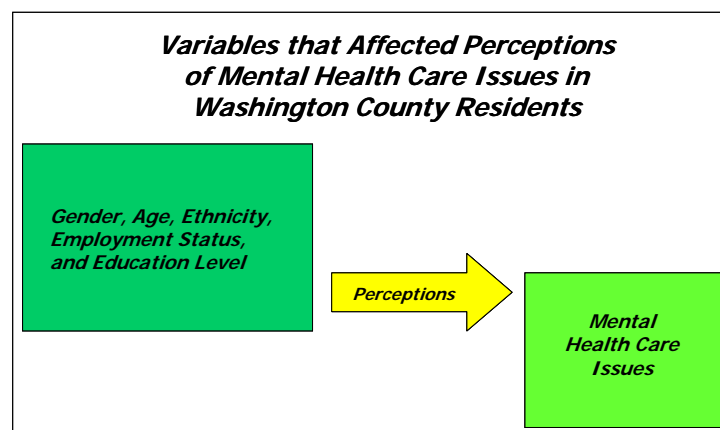 Variables that Affected Perceptions
of Mental Health Care Issues in
Washington County Residents
Gender, Age, Ethnicity,
Employment Status,
and Education Level
Perceptions
Mental
Health Care
Issues